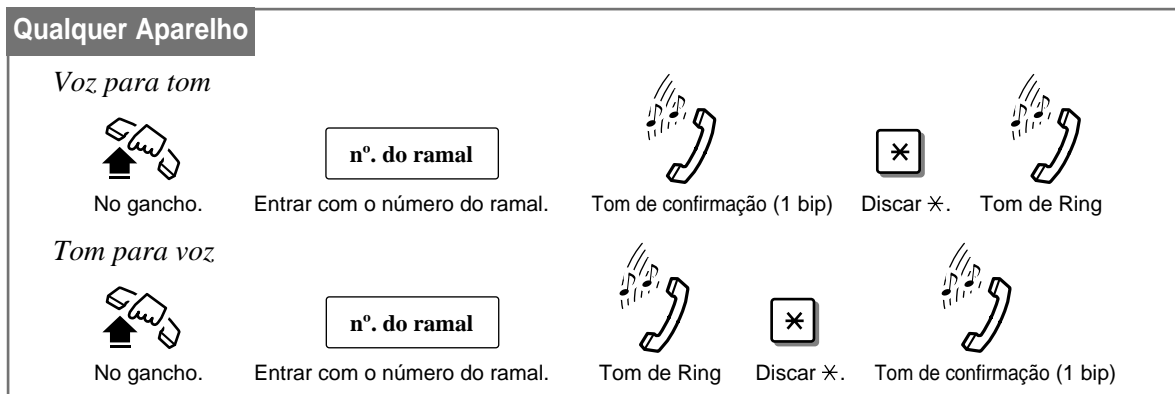 Qualquer Aparelho
Voz para tom
nº. do ramal
No gancho. Entrar com o número do ramal. Tom de confirmação (1 bip) Discar ✳. Tom de Ring
Tom para voz
nº. do ramal
No gancho. Entrar com o número do ramal. Tom de Ring Discar ✳. Tom de confirmação (1 bip)